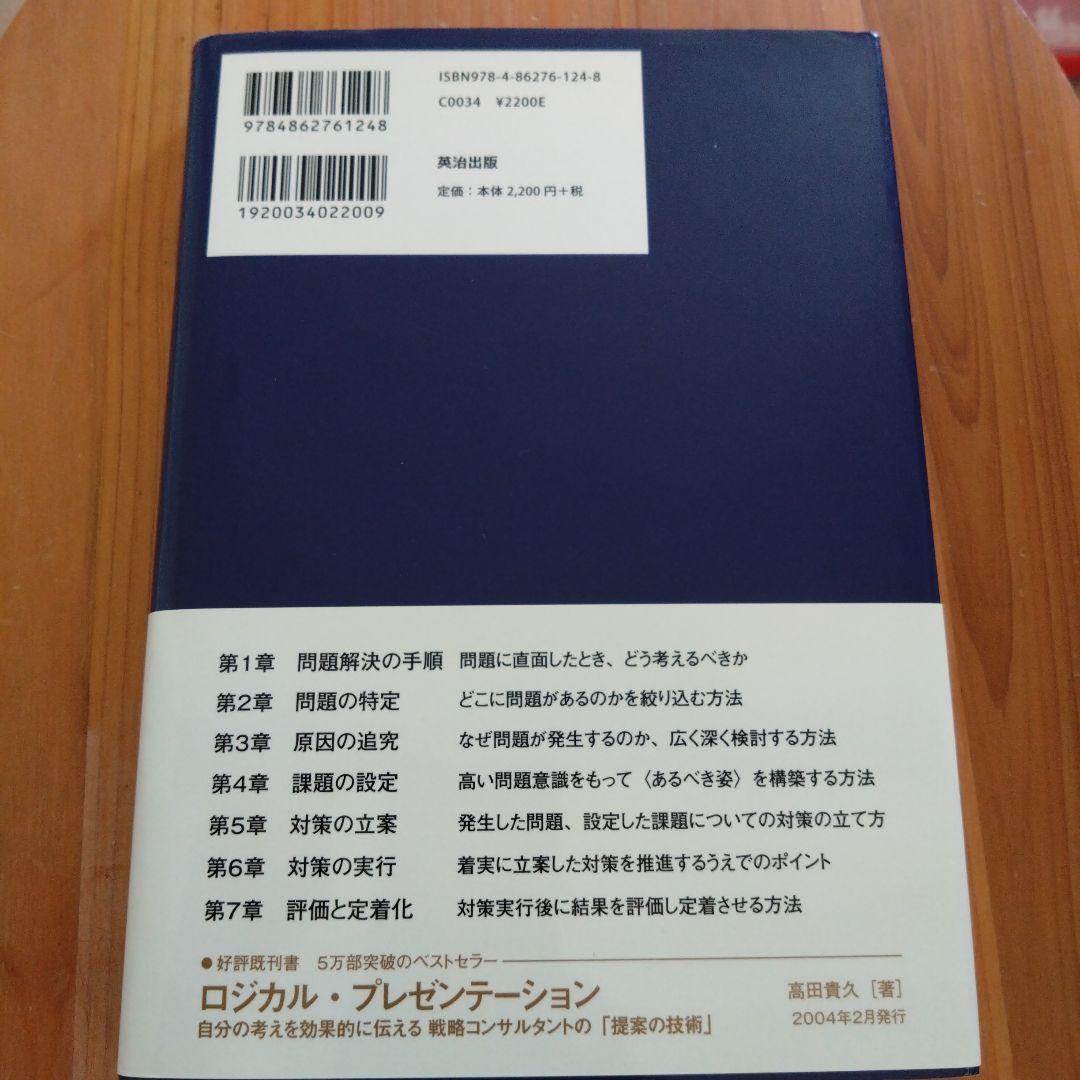 ISBN978-4-86276-124-8
C0034 ¥2200E
9784862761248
英治出版
定価：本体 2,200 円＋税
1920034022009
第1章 問題解決の手順 問題に直面したとき、どう考えるべきか
第2章 問題の特定 どこに問題があるのかを絞り込む方法
第3章 原因の追究 なぜ問題が発生するのか、広く深く検討する方法
第4章 課題の設定 高い問題意識をもって〈あるべき姿〉を構築する方法
第5章 対策の立案 発生した問題、設定した課題についての対策の立て方
第6章 対策の実行 着実に立案した対策を推進するうえでのポイント
第7章 評価と定着化 対策実行後に結果を評価し定着させる方法
●好評既刊書 5万部突破のベストセラー
ロジカル・プレゼンテーション 高田貴久［著］
自分の考えを効果的に伝える 戦略コンサルタントの「提案の技術」 2004年2月発行